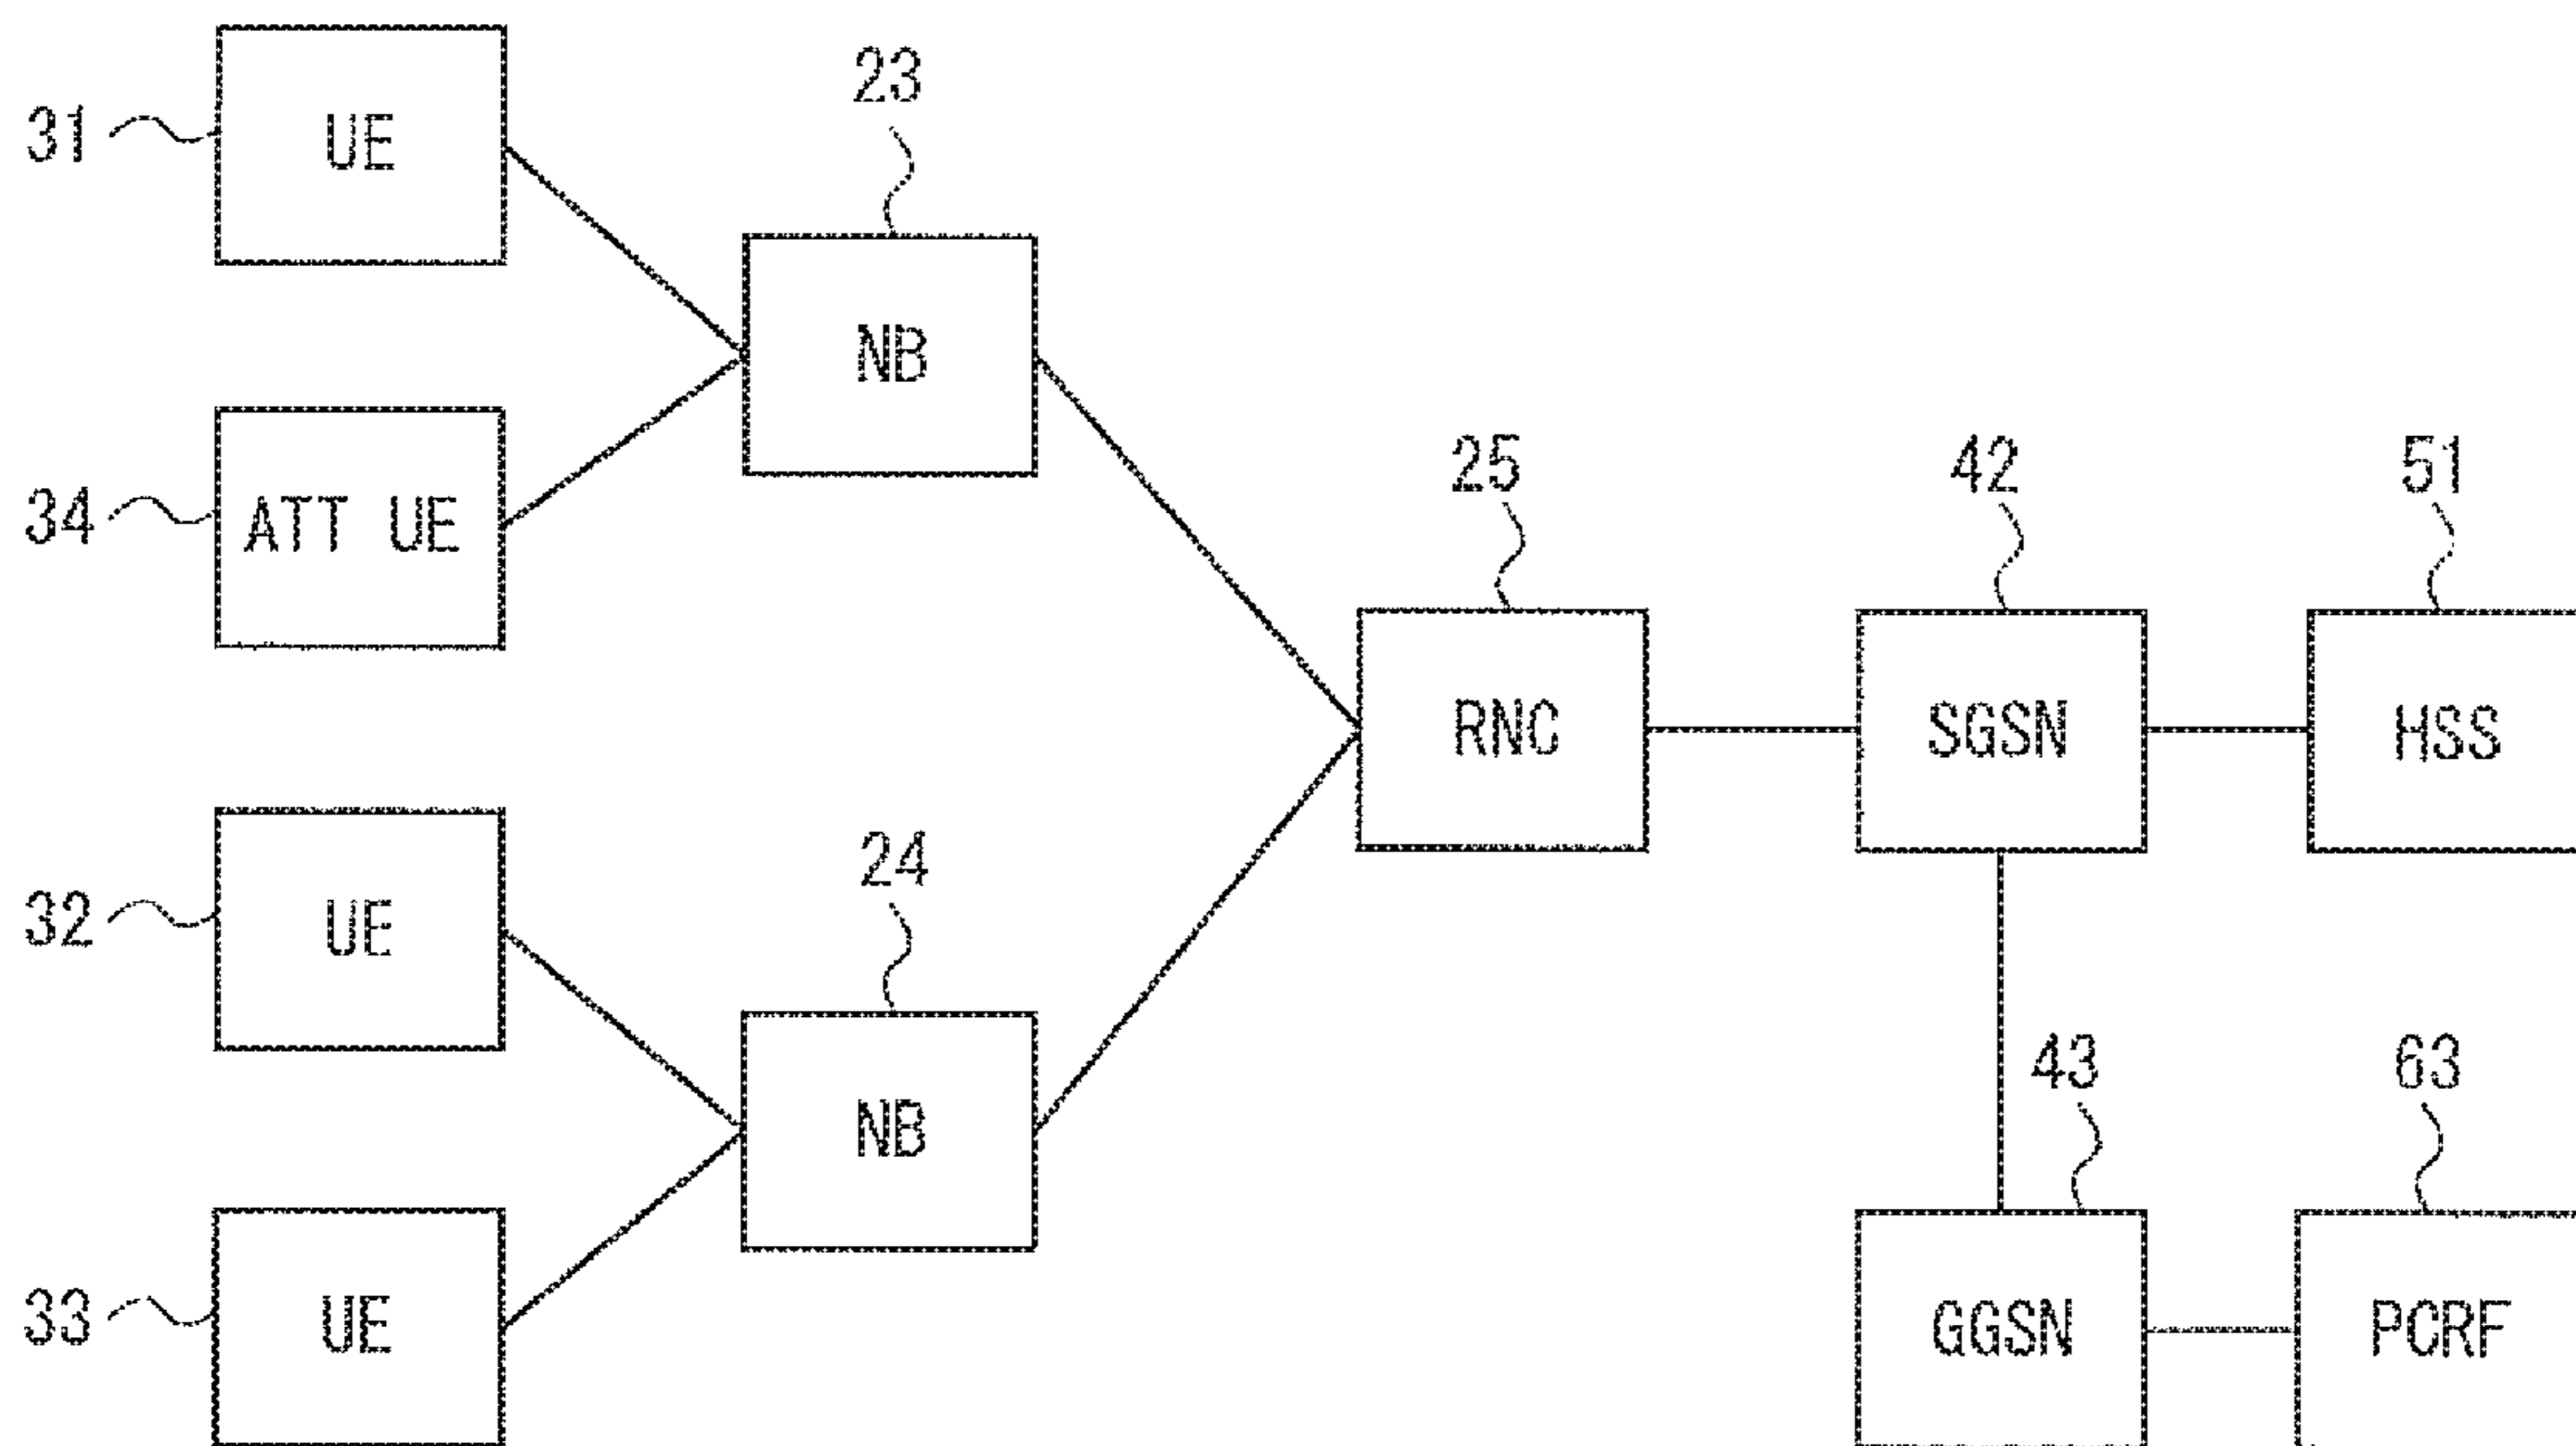 23
31
UE
NB
25
42
51
34
ATT UE
RNC
SGSN
HSS
24
32
UE
NB
43
63
33
UE
GGSN
PCRF